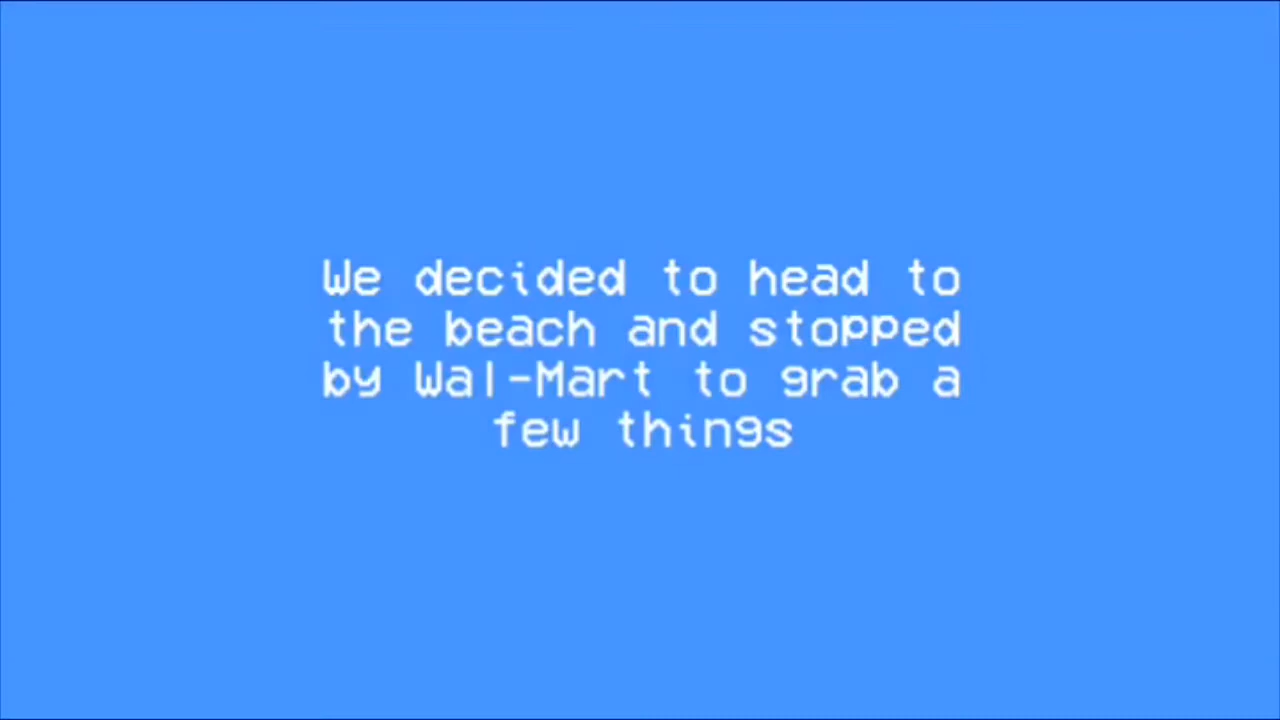 We decided to head to
the beach and stopped
by Wal-Mart to grab a
few things